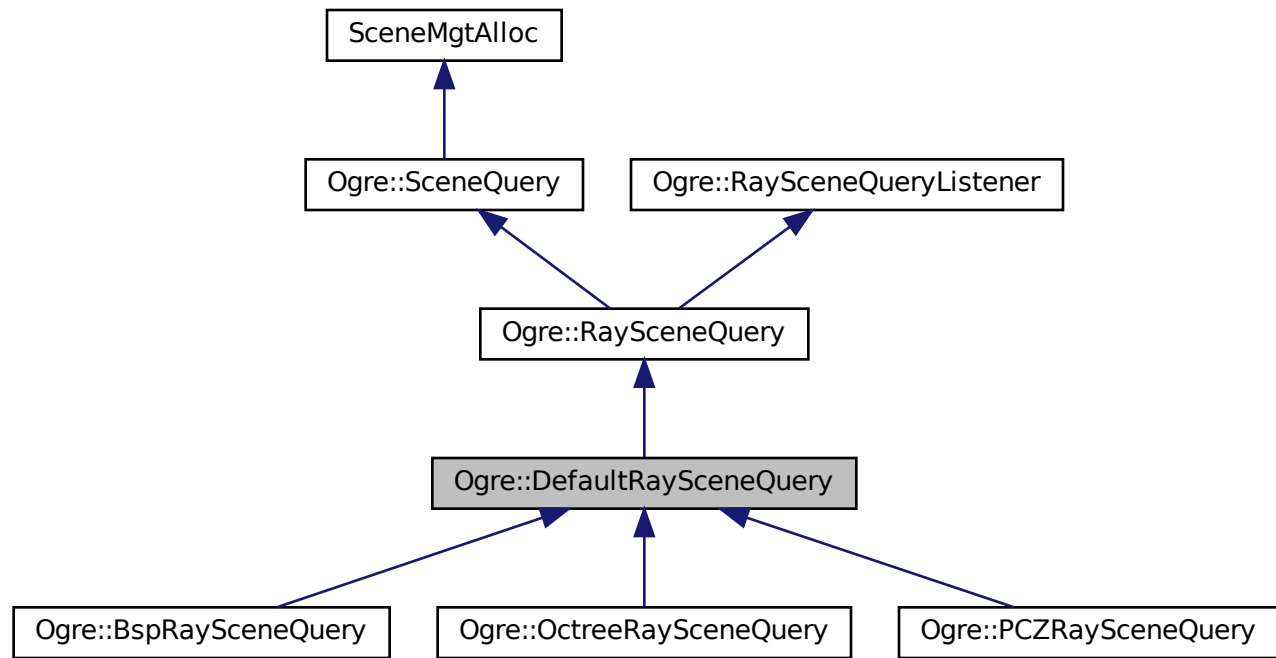 SceneMgtAlloc
Ogre::SceneQuery
Ogre::RaySceneQueryListener
Ogre::RaySceneQuery
Ogre::DefaultRaySceneQuery
Ogre::BspRaySceneQuery
Ogre::OctreeRaySceneQuery
Ogre::PCZRaySceneQuery